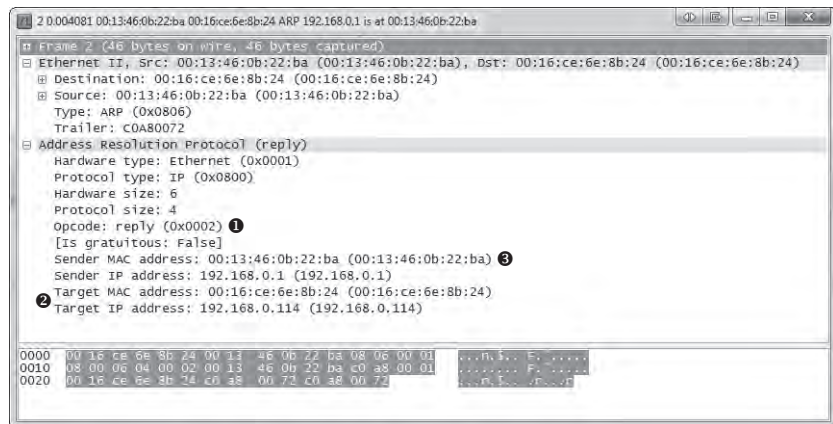 2 0.004081 00:13:46:0b:22:ba 00:16:ce:6e:8b:24 ARP 192.168.0.1 is at 00:13:46:0b:22:ba
Frame 2 (46 bytes on wire, 46 bytes captured)
Ethernet II, Src: 00:13:46:0b:22:ba (00:13:46:0b:22:ba), Dst: 00:16:ce:6e:8b:24 (00:16:ce:6e:8b:24)
Destination: 00:16:ce:6e:8b:24 (00:16:ce:6e:8b:24)
Source: 00:13:46:0b:22:ba (00:13:46:0b:22:ba)
Type: ARP (0x0806)
Trailer: C0A80072
Address Resolution Protocol (reply)
Hardware type: Ethernet (0x0001)
Protocol type: IP (0x0800)
Hardware size: 6
Protocol size: 4
Opcode: reply (0x0002) ❶
[Is gratuitous: False]
Sender MAC address: 00:13:46:0b:22:ba (00:13:46:0b:22:ba) ❸
Sender IP address: 192.168.0.1 (192.168.0.1)
❷ Target MAC address: 00:16:ce:6e:8b:24 (00:16:ce:6e:8b:24)
Target IP address: 192.168.0.114 (192.168.0.114)
0000 00 16 ce 6e 8b 24 00 13 46 0b 22 ba 08 06 00 01 ...n.$.. F.".....
0010 08 00 06 04 00 02 00 13 46 0b 22 ba c0 a8 00 01 ........ F.".....
0020 00 16 ce 6e 8b 24 c0 a8 00 72 c0 a8 00 72 ...n.$.. .r...r